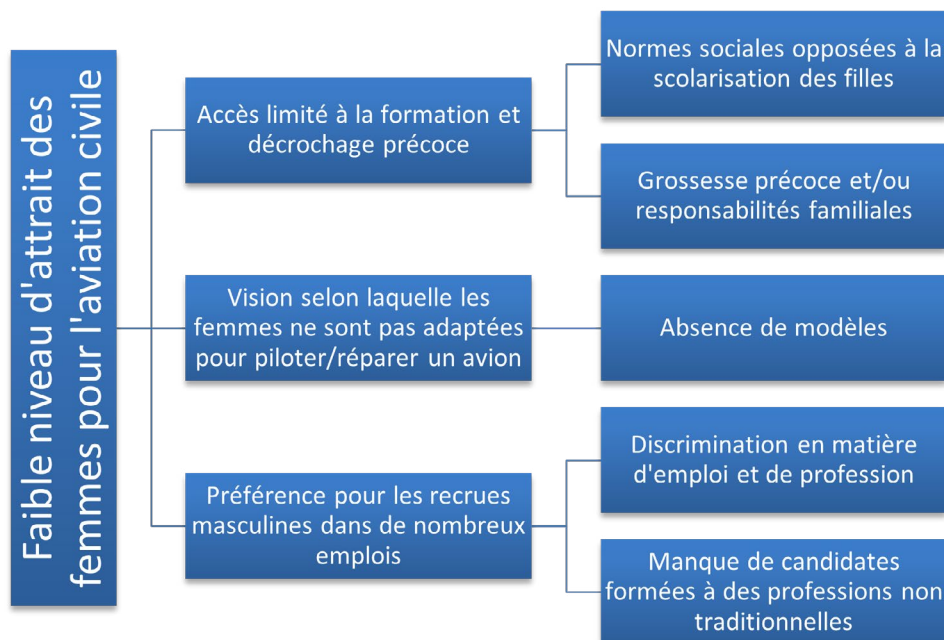 Faible niveau d'attrait des
femmes pour l'aviation civile
Accès limité à la formation et
décrochage précoce
Normes sociales opposées à la
scolarisation des filles
Grossesse précoce et/ou
responsabilités familiales
Vision selon laquelle les
femmes ne sont pas adaptées
pour piloter/réparer un avion
Absence de modèles
Préférence pour les recrues
masculines dans de nombreux
emplois
Discrimination en matière
d'emploi et de profession
Manque de candidates
formées à des professions non
traditionnelles